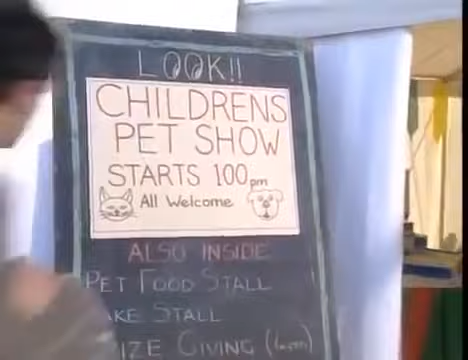 LOOK!!
CHILDRENS
PET SHOW
STARTS 100pm
All Welcome
ALSO INSIDE
PET FOOD STALL
AKE STALL
IZE GIVING